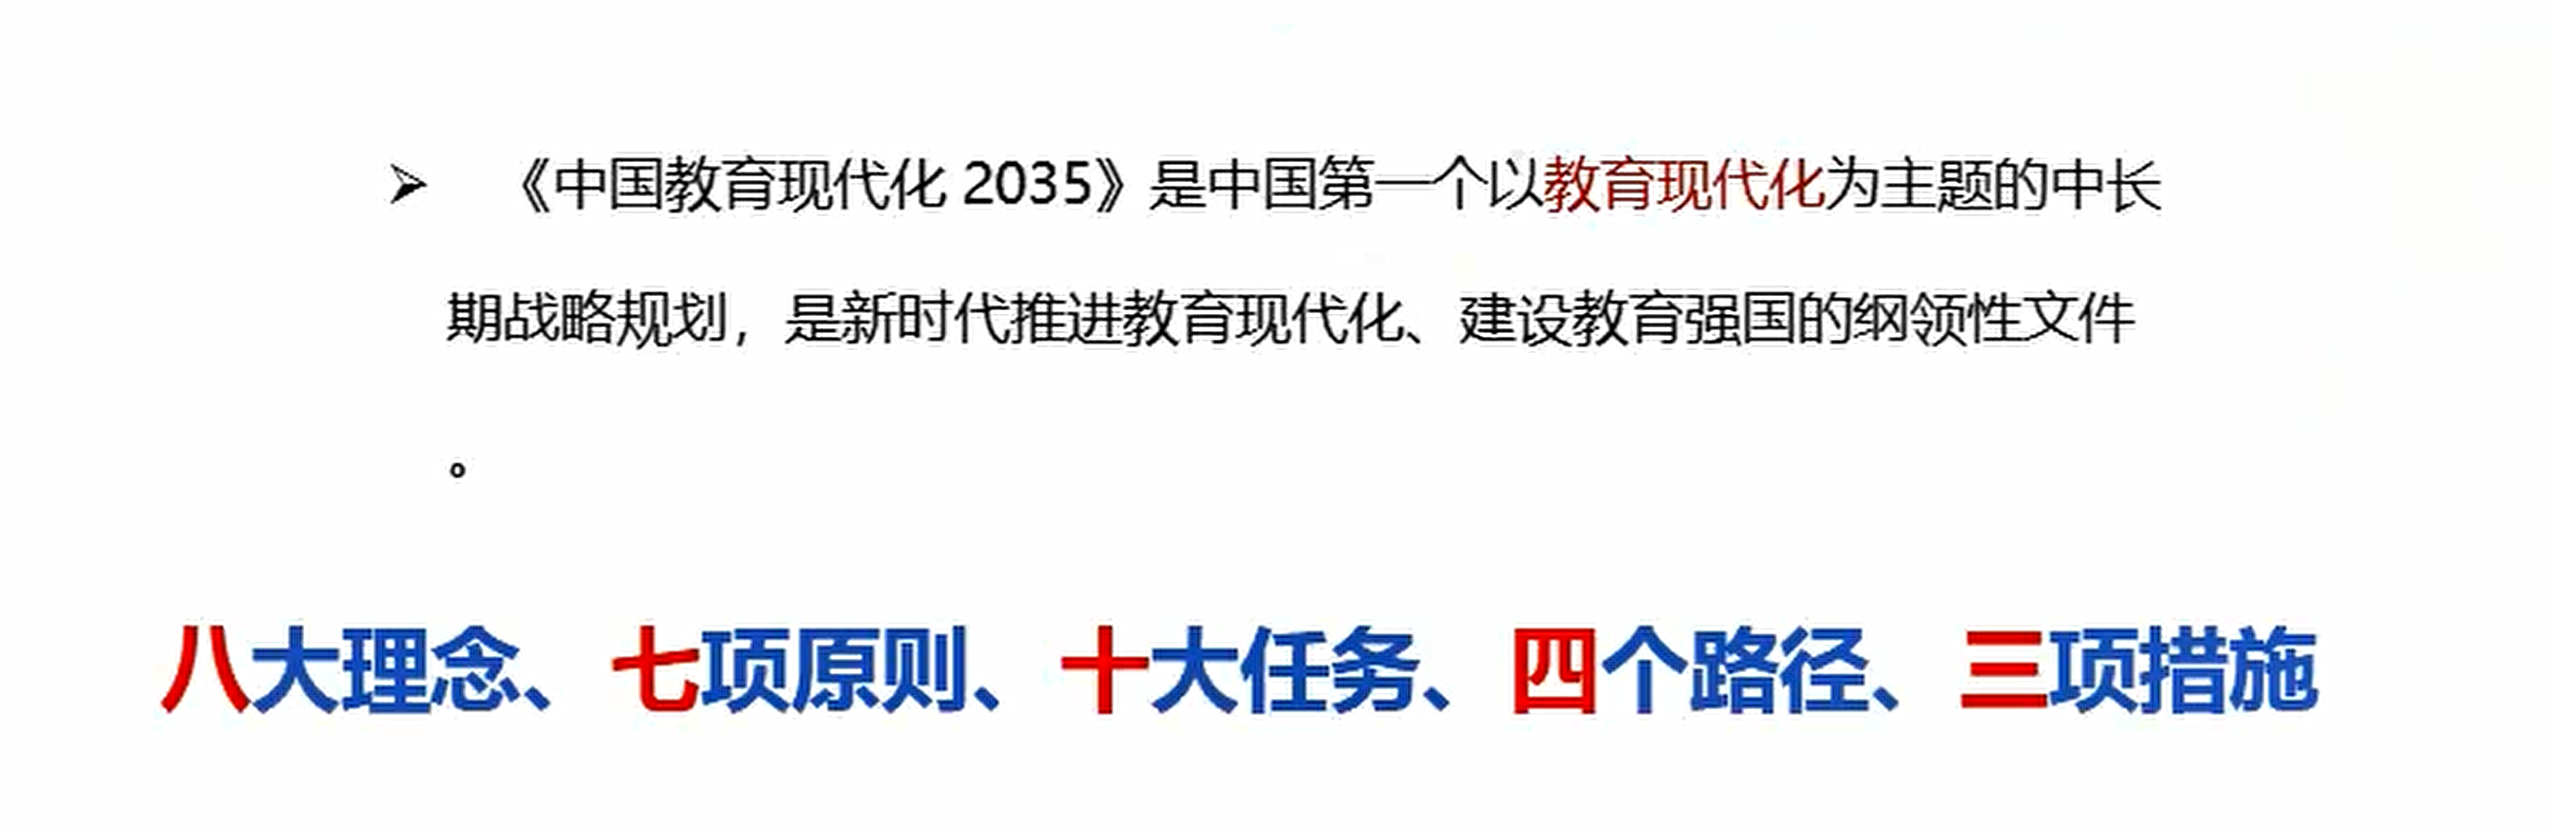 ➢ 《中国教育现代化 2035》是中国第一个以教育现代化为主题的中长
期战略规划，是新时代推进教育现代化、建设教育强国的纲领性文件
。
八大理念、七项原则、十大任务、四个路径、三项措施